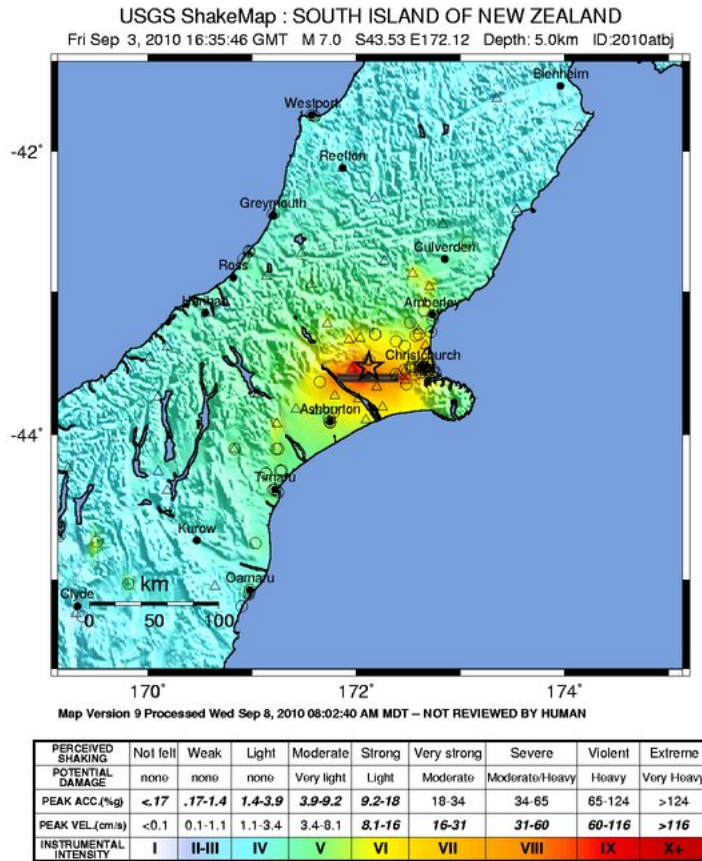 USGS ShakeMap : SOUTH ISLAND OF NEW ZEALAND
Fri Sep 3, 2010 16:35:46 GMT M 7.0 S43.53 E172.12 Depth: 5.0km ID:2010atbj
Blenheim
Westport
-42˚
Reefton
Greymouth
Culverden
Ross
Harihari
Amberley
Christchurch
Ashburton
-44˚
Timaru
Kurow
Oamaru
km
Clyde
0 50 100
170˚ 172˚ 174˚
Map Version 9 Processed Wed Sep 8, 2010 08:02:40 AM MDT -- NOT REVIEWED BY HUMAN
PERCEIVED SHAKING Not felt Weak Light Moderate Strong Very strong Severe Violent Extreme
POTENTIAL DAMAGE none none none Very light Light Moderate Moderate/Heavy Heavy Very Heavy
PEAK ACC.(%g) <.17 .17-1.4 1.4-3.9 3.9-9.2 9.2-18 18-34 34-65 65-124 >124
PEAK VEL.(cm/s) <0.1 0.1-1.1 1.1-3.4 3.4-8.1 8.1-16 16-31 31-60 60-116 >116
INSTRUMENTAL INTENSITY I II-III IV V VI VII VIII IX X+